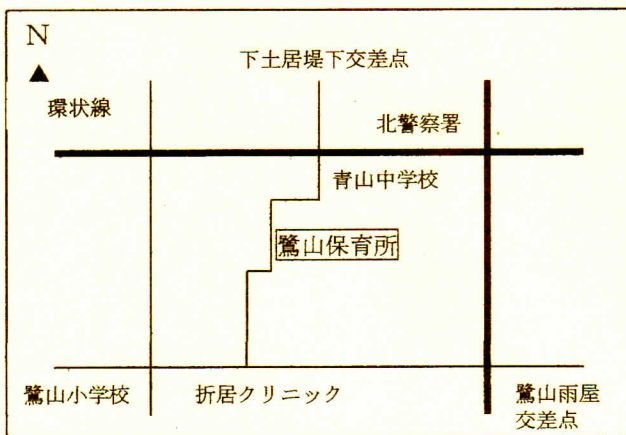 N
下土居堤下交差点
環状線
北警察署
青山中学校
鷺山保育所
鷺山小学校
折居クリニック
鷺山雨屋
交差点